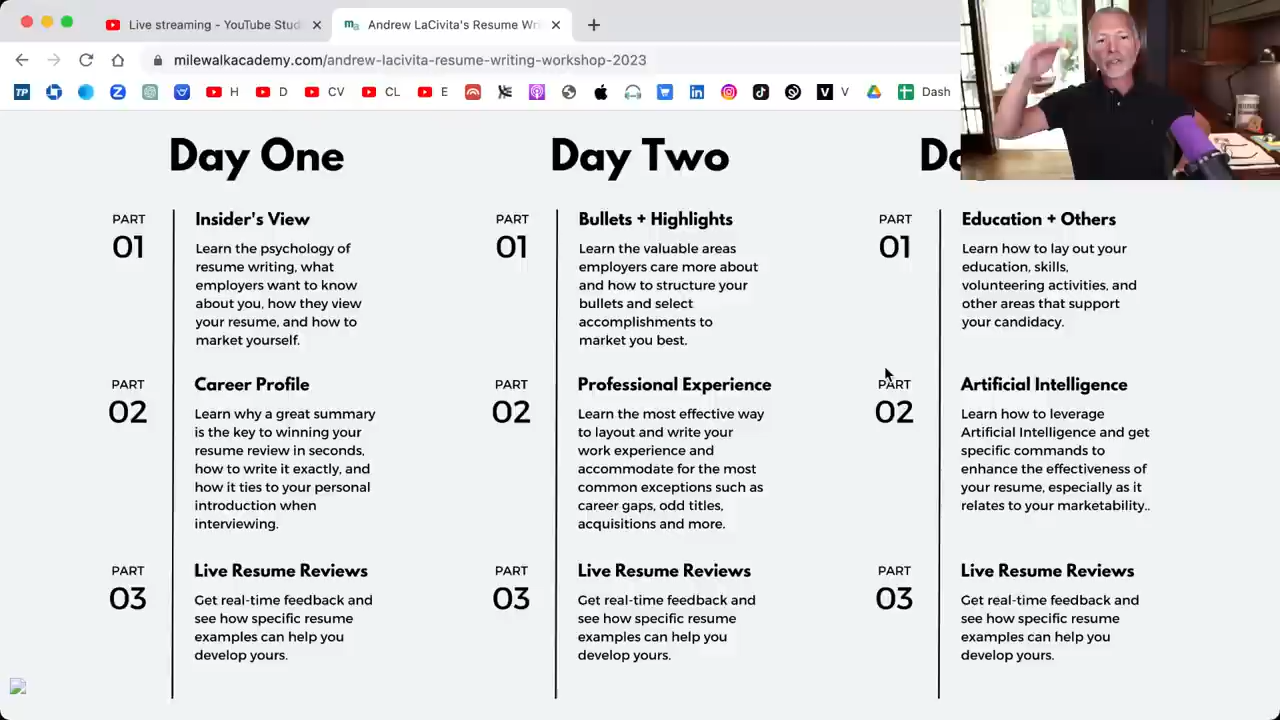 Live streaming - YouTube Stud
Andrew LaCivita's Resume Wri
milewalkacademy.com/andrew-lacivita-resume-writing-workshop-2023
TP
H
D
CV
CL
E
V
Dash
Day One
PART
01
Insider's View
Learn the psychology of
resume writing, what
employers want to know
about you, how they view
your resume, and how to
market yourself.
PART
02
Career Profile
Learn why a great summary
is the key to winning your
resume review in seconds,
how to write it exactly, and
how it ties to your personal
introduction when
interviewing.
PART
03
Live Resume Reviews
Get real-time feedback and
see how specific resume
examples can help you
develop yours.
Day Two
PART
01
Bullets + Highlights
Learn the valuable areas
employers care more about
and how to structure your
bullets and select
accomplishments to
market you best.
PART
02
Professional Experience
Learn the most effective way
to layout and write your
work experience and
accommodate for the most
common exceptions such as
career gaps, odd titles,
acquisitions and more.
PART
03
Live Resume Reviews
Get real-time feedback and
see how specific resume
examples can help you
develop yours.
PART
01
Education + Others
Learn how to lay out your
education, skills,
volunteering activities, and
other areas that support
your candidacy.
PART
02
Artificial Intelligence
Learn how to leverage
Artificial Intelligence and get
specific commands to
enhance the effectiveness of
your resume, especially as it
relates to your marketability..
PART
03
Live Resume Reviews
Get real-time feedback and
see how specific resume
examples can help you
develop yours.